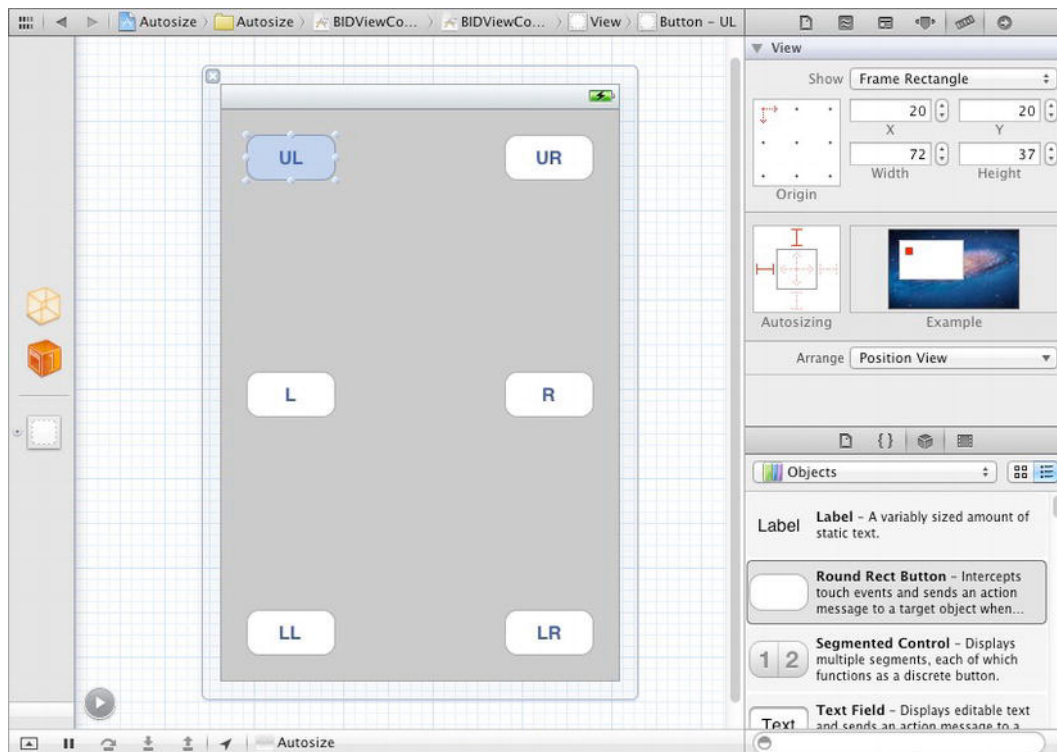 Autosize
Autosize
BIDViewCo...
BIDViewCo...
View
Button – UL
View
Show
Frame Rectangle
20
20
X
Y
72
37
Width
Height
Origin
Autosizing
Example
Arrange
Position View
UL
UR
L
R
LL
LR
{ }
Objects
Label
Label – A variably sized amount of
static text.
Round Rect Button – Intercepts
touch events and sends an action
message to a target object when...
1 2
Segmented Control – Displays
multiple segments, each of which
functions as a discrete button.
Text
Text Field – Displays editable text
and sends an action message to a
Autosize